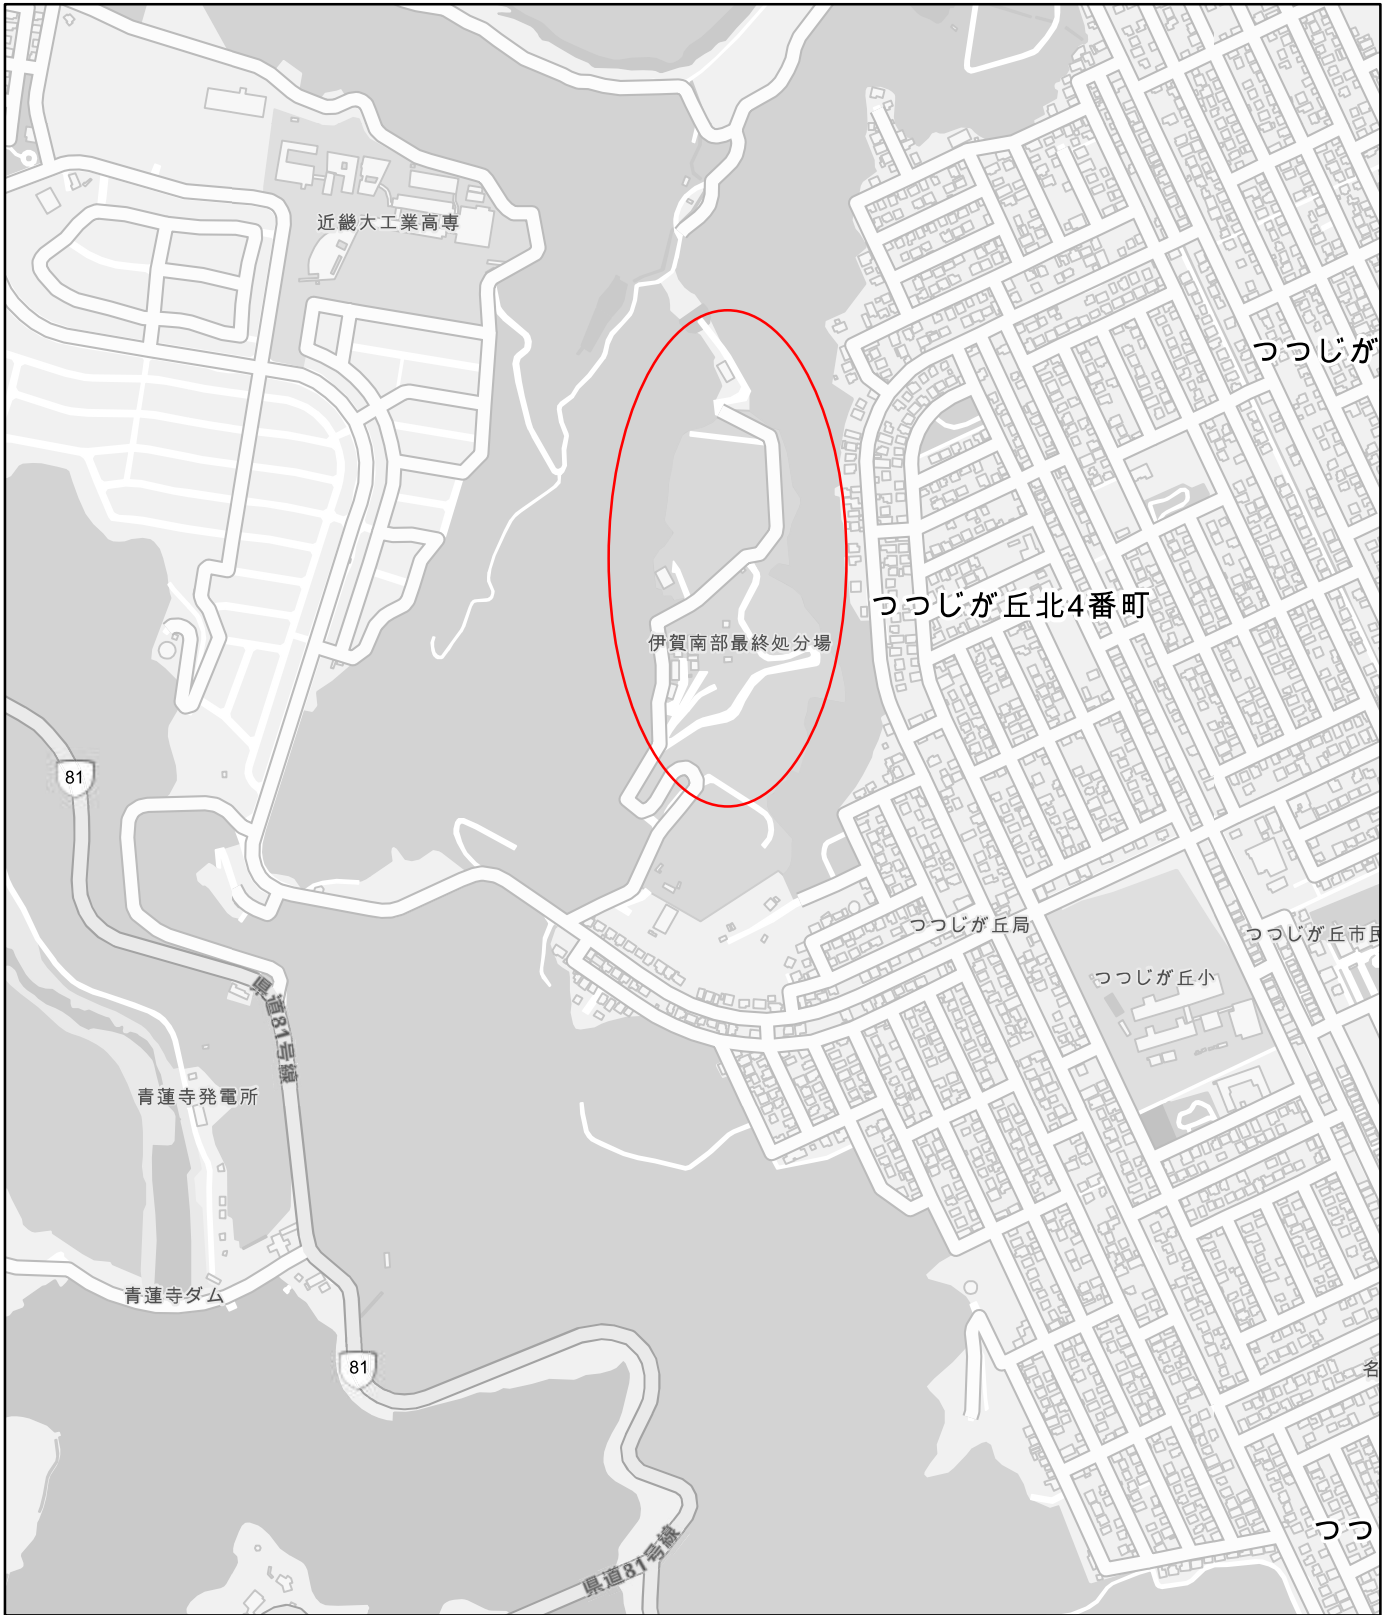 近畿大工業高専
つつじが
つつじが丘北4番町
伊賀南部最終処分場
81
つつじが丘局
つつじが丘市民
つつじが丘小
県道81号線
青蓮寺発電所
青蓮寺ダム
81
名
つつ
県道81号線